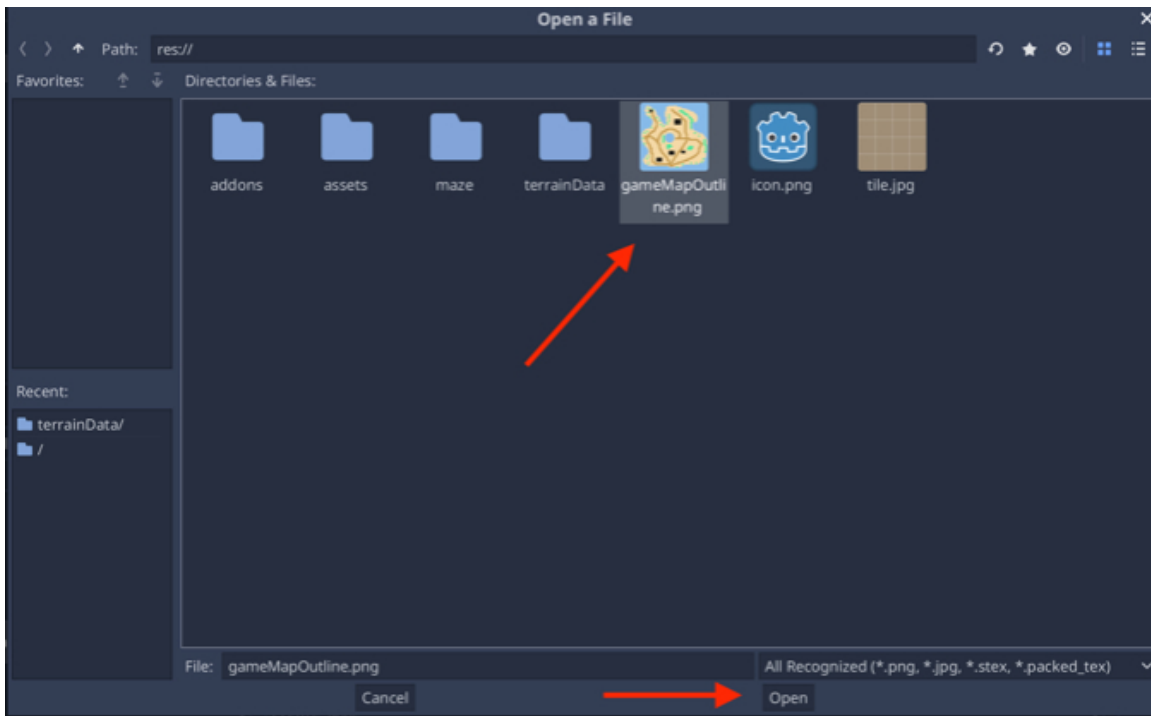 Open a File
Path: res://
Favorites: Directories & Files:
addons assets maze terrainData gameMapOutli icon.png tile.jpg
ne.png
Recent:
terrainData/
/
File: gameMapOutline.png All Recognized (*.png, *.jpg, *.stex, *.packed_tex)
Cancel Open